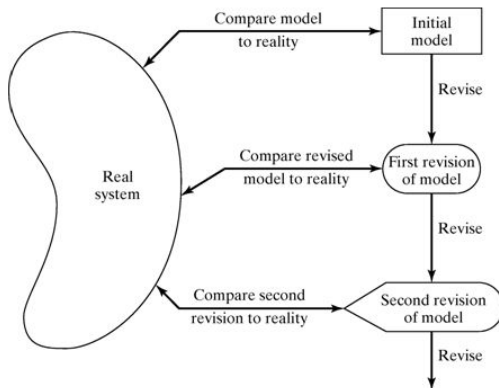 Compare model
to reality
Initial
model
Revise
Real
system
Compare revised
model to reality
First revision
of model
Revise
Compare second
revision to reality
Second revision
of model
Revise